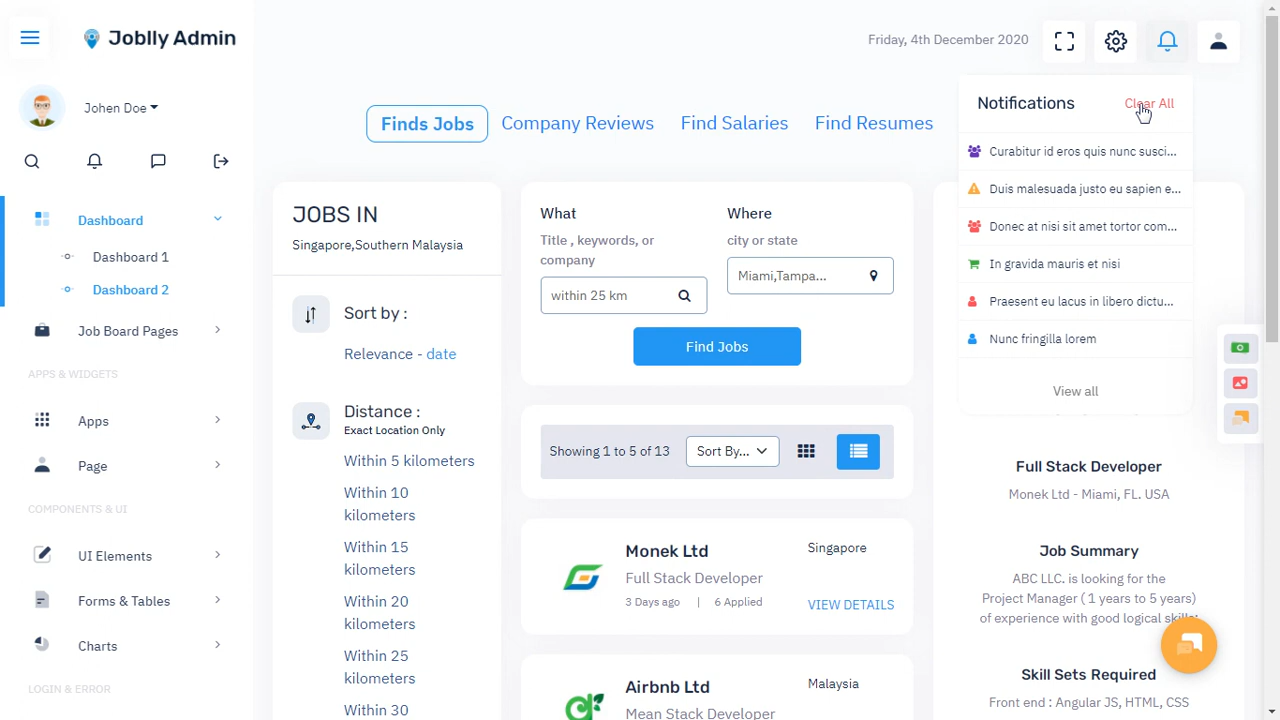 Joblly Admin
Friday, 4th December 2020
Johen Doe
Dashboard
Dashboard 1
Dashboard 2
Job Board Pages
APPS & WIDGETS
Apps
Page
COMPONENTS & UI
UI Elements
Forms & Tables
Charts
LOGIN & ERROR
Finds Jobs
Company Reviews
Find Salaries
Find Resumes
JOBS IN
Singapore,Southern Malaysia
Sort by :
Relevance - date
Distance :
Exact Location Only
Within 5 kilometers
Within 10
kilometers
Within 15
kilometers
Within 20
kilometers
Within 25
kilometers
Within 30
What
Title , keywords, or
company
within 25 km
Where
city or state
Miami,Tampa...
Find Jobs
Showing 1 to 5 of 13
Sort By...
Monek Ltd
Full Stack Developer
3 Days ago | 6 Applied
Singapore
VIEW DETAILS
Airbnb Ltd
Mean Stack Developer
Malaysia
Notifications
Clear All
Curabitur id eros quis nunc susci...
Duis malesuada justo eu sapien e...
Donec at nisi sit amet tortor com...
In gravida mauris et nisi
Praesent eu lacus in libero dictu...
Nunc fringilla lorem
View all
Full Stack Developer
Monek Ltd - Miami, FL. USA
Job Summary
ABC LLC. is looking for the
Project Manager ( 1 years to 5 years)
of experience with good logical skills:
Skill Sets Required
Front end : Angular JS, HTML, CSS